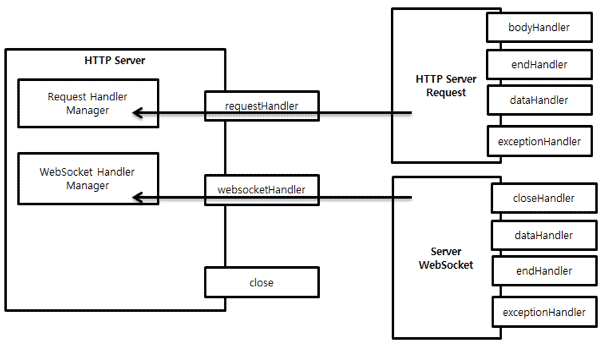 HTTP Server
Request Handler
Manager
requestHandler
WebSocket Handler
Manager
websocketHandler
close
HTTP Server
Request
bodyHandler
endHandler
dataHandler
exceptionHandler
Server
WebSocket
closeHandler
dataHandler
endHandler
exceptionHandler